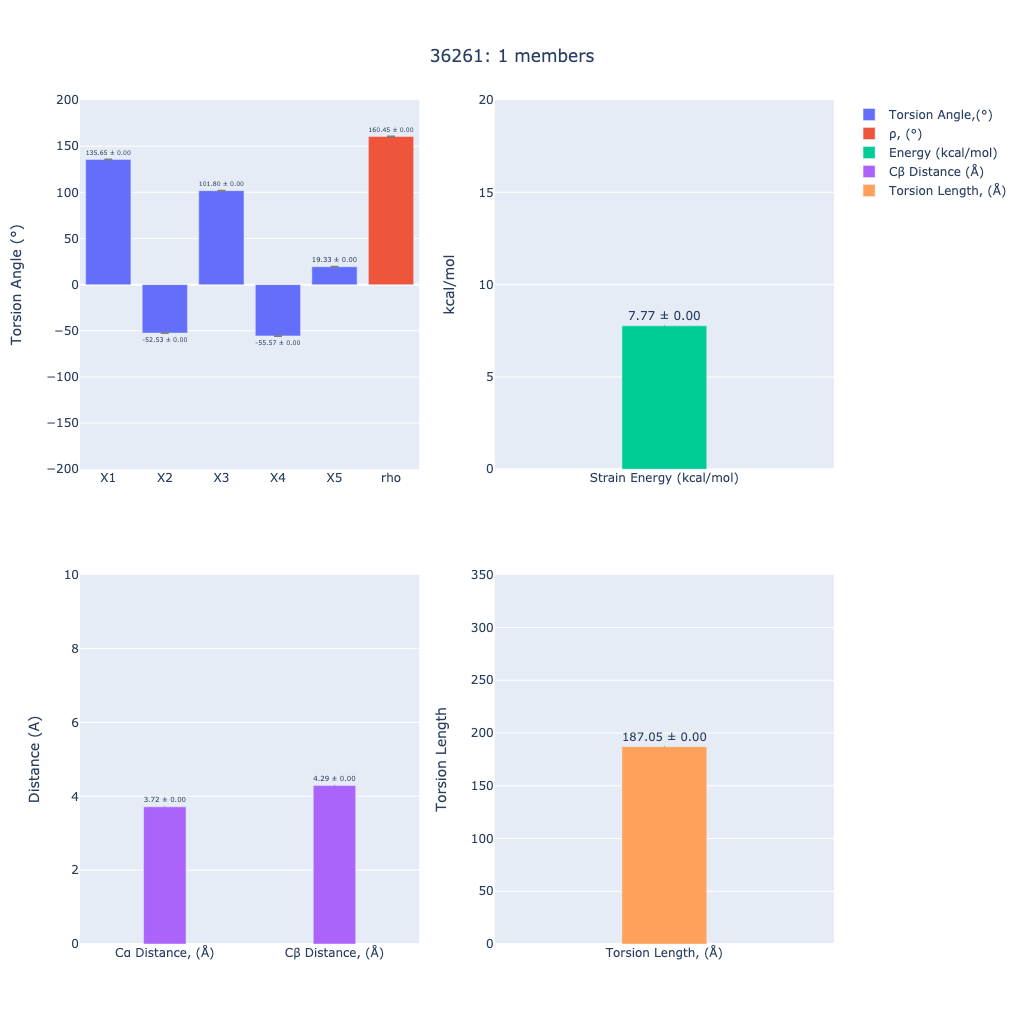 36261: 1 members
Torsion Angle (°)
200
150
100
50
0
−50
−100
−150
−200
135.65 ± 0.00
-52.53 ± 0.00
101.80 ± 0.00
-55.57 ± 0.00
19.33 ± 0.00
160.45 ± 0.00
X1 X2 X3 X4 X5 rho
kcal/mol
20
15
10
5
0
7.77 ± 0.00
Strain Energy (kcal/mol)
Torsion Angle,(°)
ρ, (°)
Energy (kcal/mol)
Cβ Distance (Å)
Torsion Length, (Å)
Distance (A)
10
8
6
4
2
0
3.72 ± 0.00
4.29 ± 0.00
Cα Distance, (Å) Cβ Distance, (Å)
Torsion Length
350
300
250
200
150
100
50
0
187.05 ± 0.00
Torsion Length, (Å)